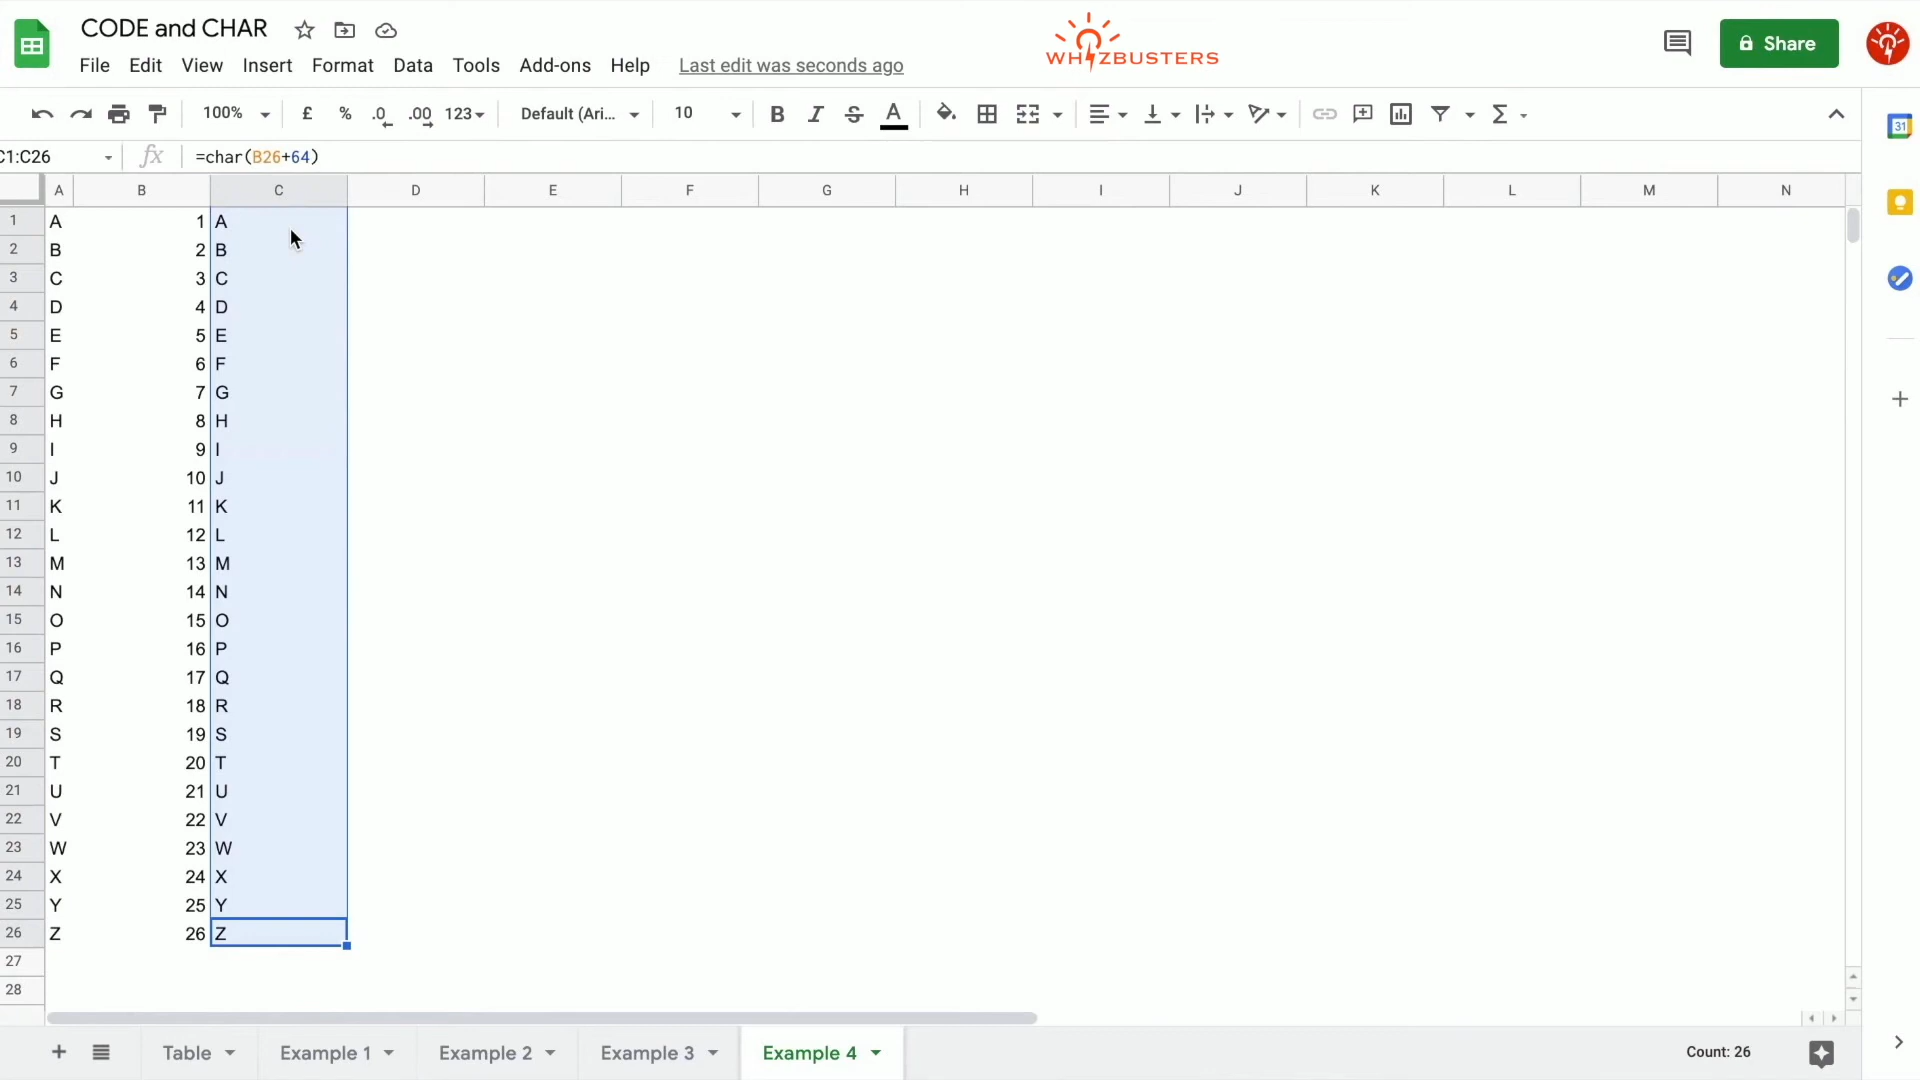 CODE and CHAR
File Edit View Insert Format Data Tools Add-ons Help Last edit was seconds ago
WHIZBUSTERS
Share
100% £ % .0 .00 123 Default (Ari... 10 B I S A Σ
31
C1:C26 fx =char(B26+64)
A B C D E F G H I J K L M N
1 A 1 A
2 B 2 B
3 C 3 C
4 D 4 D
5 E 5 E
6 F 6 F
7 G 7 G
8 H 8 H
9 I 9 I
10 J 10 J
11 K 11 K
12 L 12 L
13 M 13 M
14 N 14 N
15 O 15 O
16 P 16 P
17 Q 17 Q
18 R 18 R
19 S 19 S
20 T 20 T
21 U 21 U
22 V 22 V
23 W 23 W
24 X 24 X
25 Y 25 Y
26 Z 26 Z
27
28
+ Table Example 1 Example 2 Example 3 Example 4 Count: 26